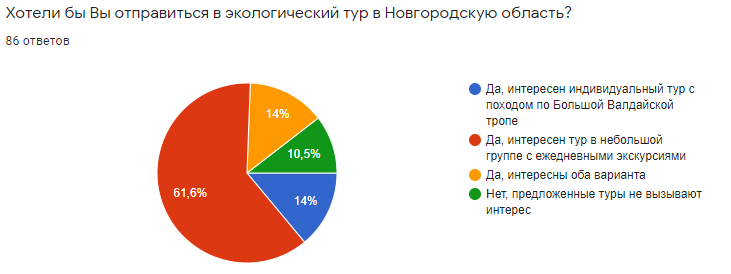 Хотели бы Вы отправиться в экологический тур в Новгородскую область?
86 ответов
14%
10,5%
61,6%
14%
Да, интересен индивидуальный тур с
походом по Большой Валдайской
тропе
Да, интересен тур в небольшой
группе с ежедневными экскурсиями
Да, интересны оба варианта
Нет, предложенные туры не вызывают
интерес